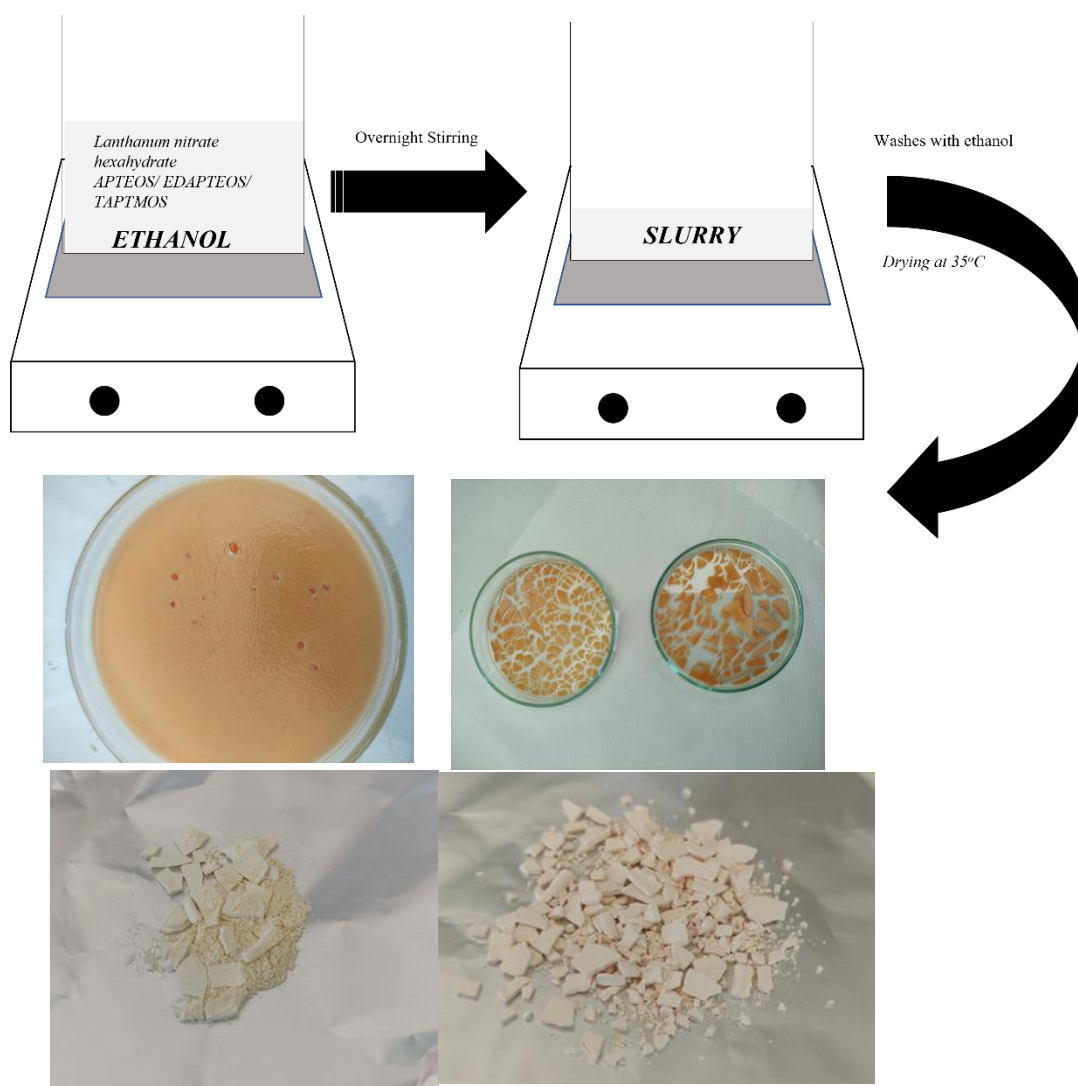 Lanthanum nitrate
hexahydrate
APTEOS/ EDAPTEOS/
TAPTMOS
ETHANOL
Overnight Stirring
SLURRY
Washes with ethanol
Drying at 35°C